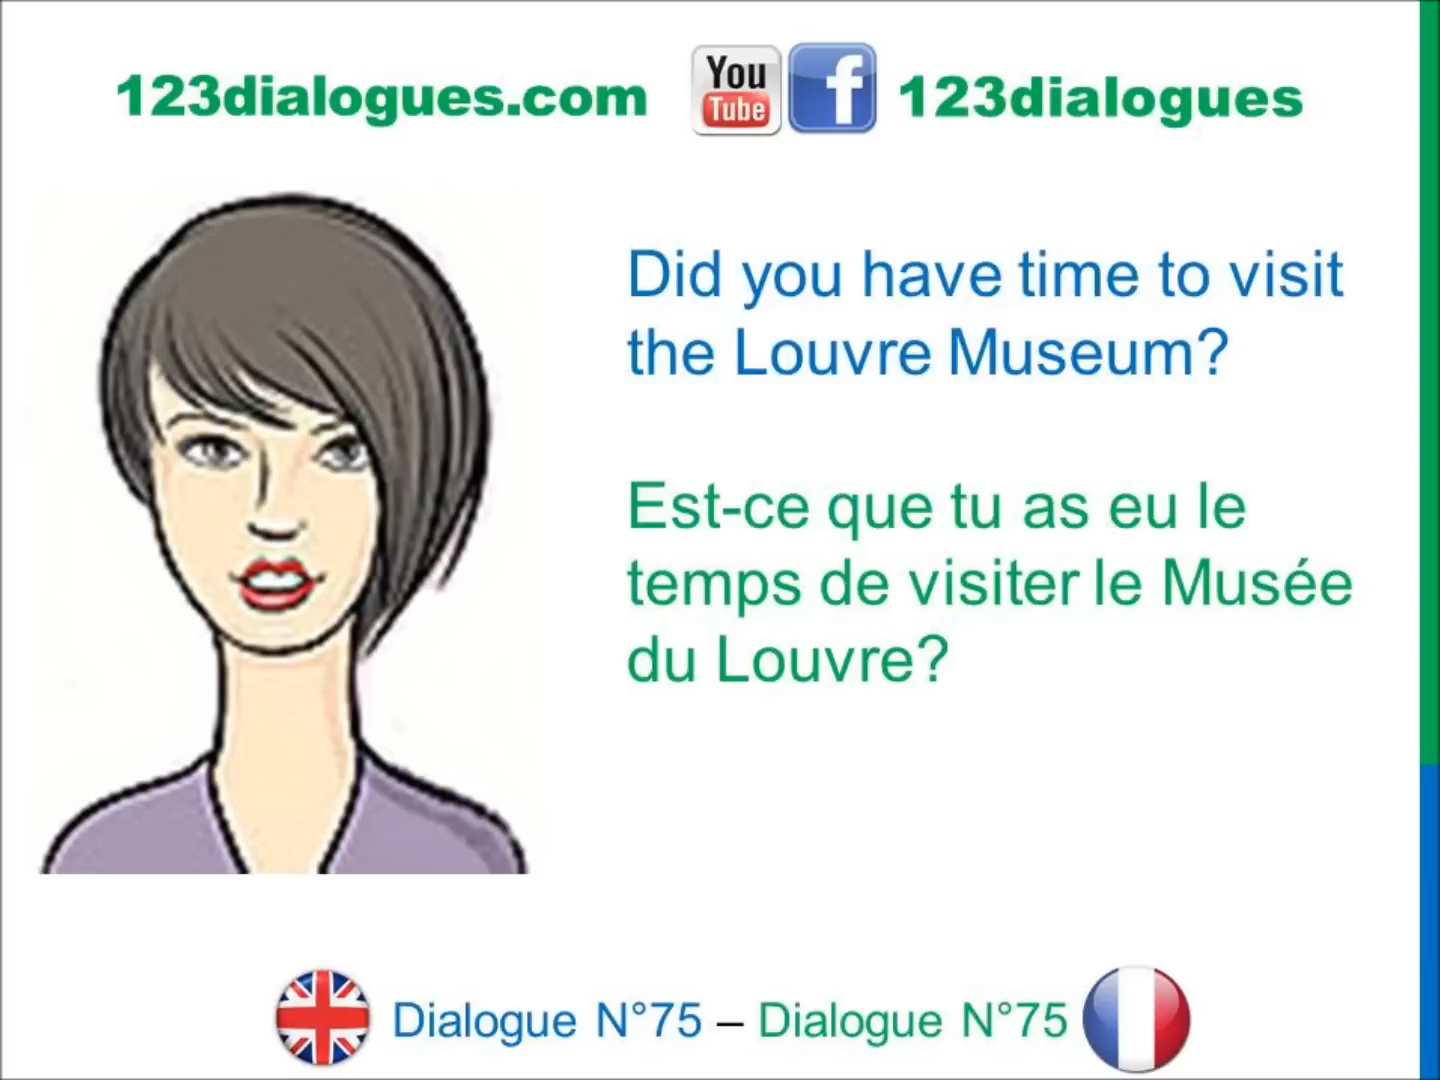 123dialogues.com You Tube f 123dialogues
Did you have time to visit
the Louvre Museum?
Est-ce que tu as eu le
temps de visiter le Musée
du Louvre?
Dialogue N°75 – Dialogue N°75